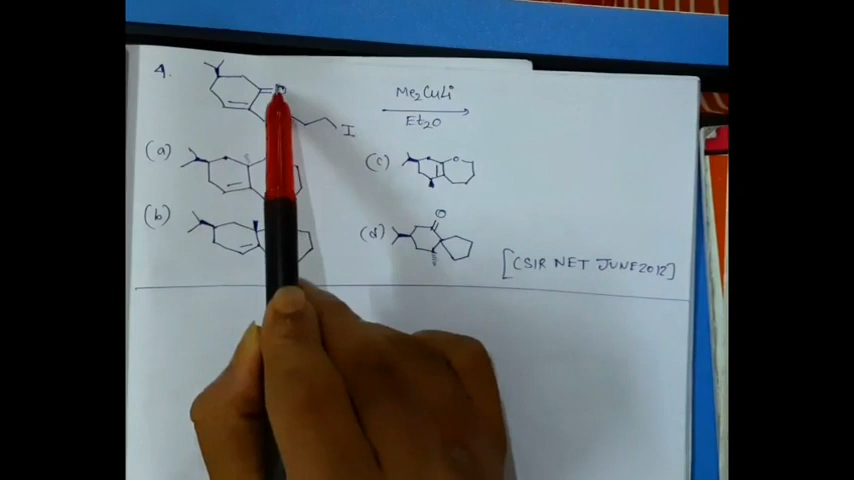 4.
O
I
Me₂CuLi
Et₂O
(a)
(b)
(c)
O
(d)
O
[CSIR NET JUNE 2012]